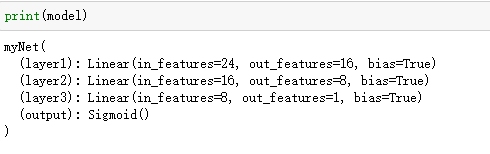 print(model)
myNet(
  (layer1): Linear(in_features=24, out_features=16, bias=True)
  (layer2): Linear(in_features=16, out_features=8, bias=True)
  (layer3): Linear(in_features=8, out_features=1, bias=True)
  (output): Sigmoid()
)